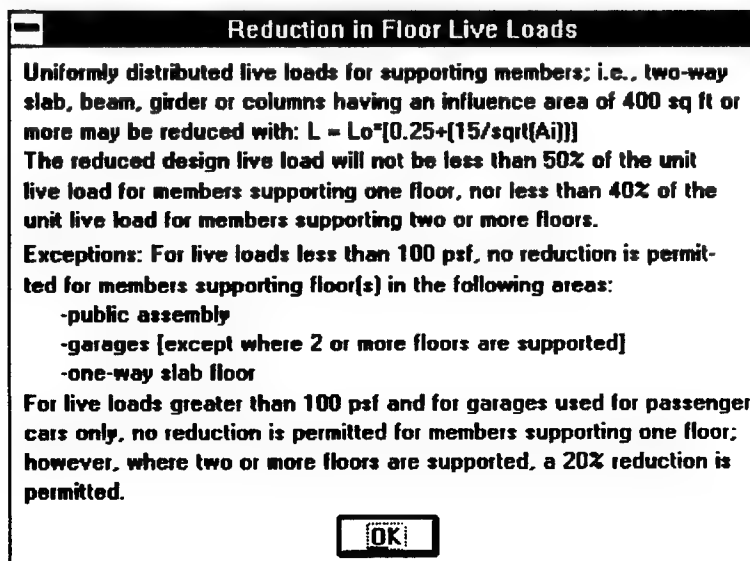 Reduction in Floor Live Loads
Uniformly distributed live loads for supporting members; i.e., two-way
slab, beam, girder or columns having an influence area of 400 sq ft or
more may be reduced with: L = Lo*[0.25+(15/sqrt(Ai))]
The reduced design live load will not be less than 50% of the unit
live load for members supporting one floor, nor less than 40% of the
unit live load for members supporting two or more floors.
Exceptions: For live loads less than 100 psf, no reduction is permit-
ted for members supporting floor(s) in the following areas:
-public assembly
-garages [except where 2 or more floors are supported]
-one-way slab floor
For live loads greater than 100 psf and for garages used for passenger
cars only, no reduction is permitted for members supporting one floor;
however, where two or more floors are supported, a 20% reduction is
permitted.
OK